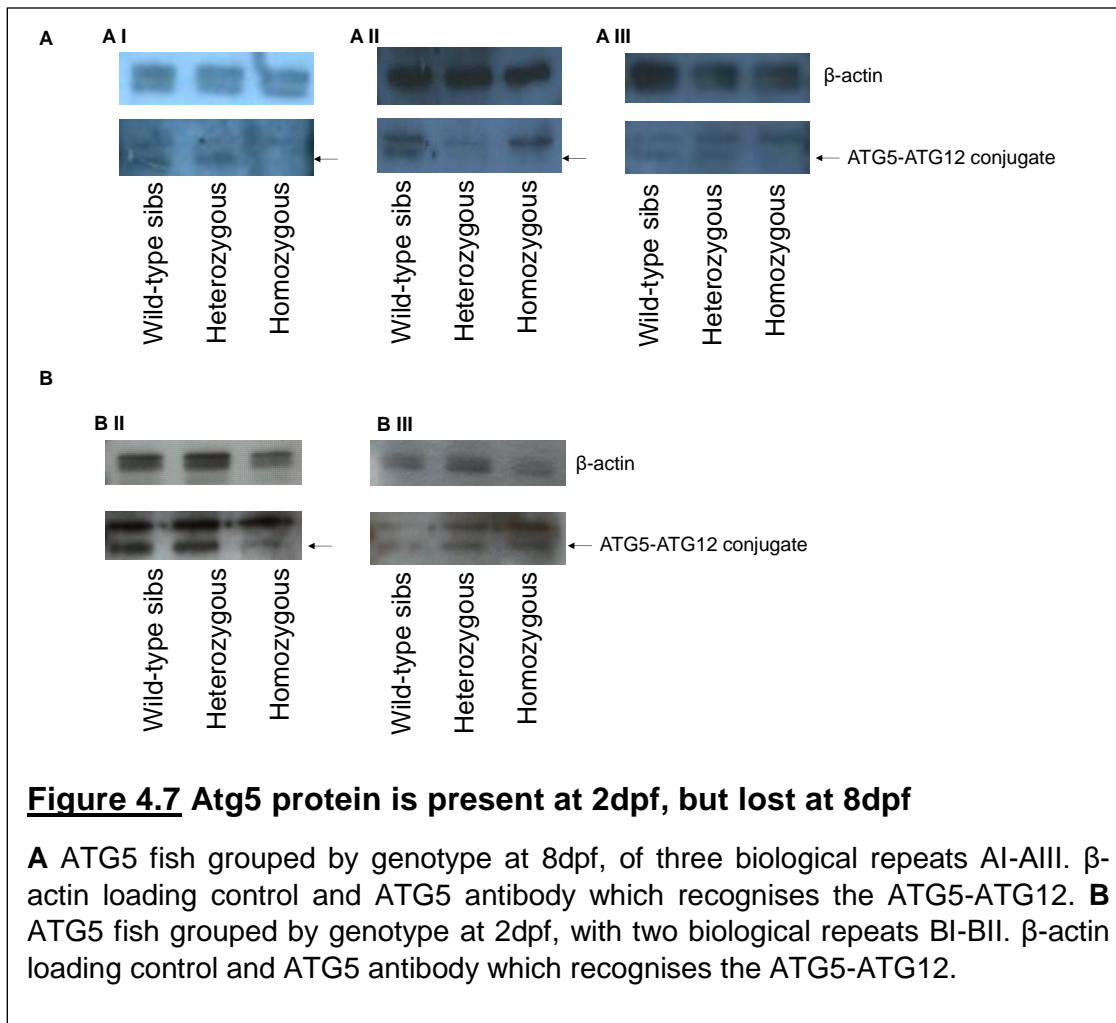 A
A I
A II
A III
β-actin
ATG5-ATG12 conjugate
Wild-type sibs
Heterozygous
Homozygous
Wild-type sibs
Heterozygous
Homozygous
Wild-type sibs
Heterozygous
Homozygous
B
B II
B III
β-actin
ATG5-ATG12 conjugate
Wild-type sibs
Heterozygous
Homozygous
Wild-type sibs
Heterozygous
Homozygous
Figure 4.7 Atg5 protein is present at 2dpf, but lost at 8dpf
A ATG5 fish grouped by genotype at 8dpf, of three biological repeats AI-AIII. β-
actin loading control and ATG5 antibody which recognises the ATG5-ATG12. B
ATG5 fish grouped by genotype at 2dpf, with two biological repeats BI-BII. β-actin
loading control and ATG5 antibody which recognises the ATG5-ATG12.